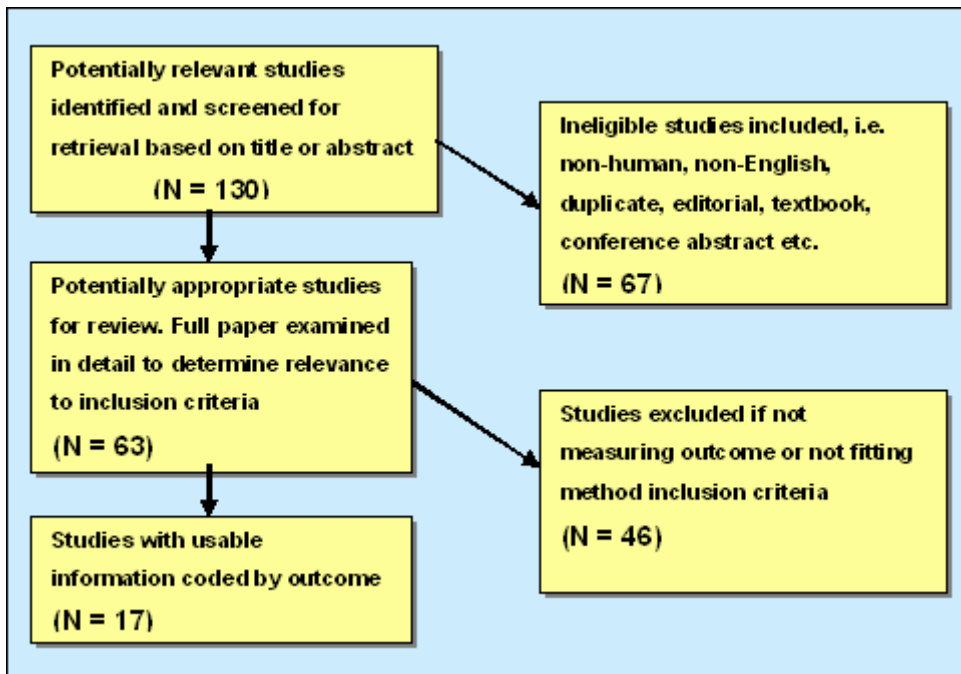 Potentially relevant studies
identified and screened for
retrieval based on title or abstract
(N = 130)
Ineligible studies included, i.e.
non-human, non-English,
duplicate, editorial, textbook,
conference abstract etc.
(N = 67)
Potentially appropriate studies
for review. Full paper examined
in detail to determine relevance
to inclusion criteria
(N = 63)
Studies excluded if not
measuring outcome or not fitting
method inclusion criteria
(N = 46)
Studies with usable
information coded by outcome
(N = 17)